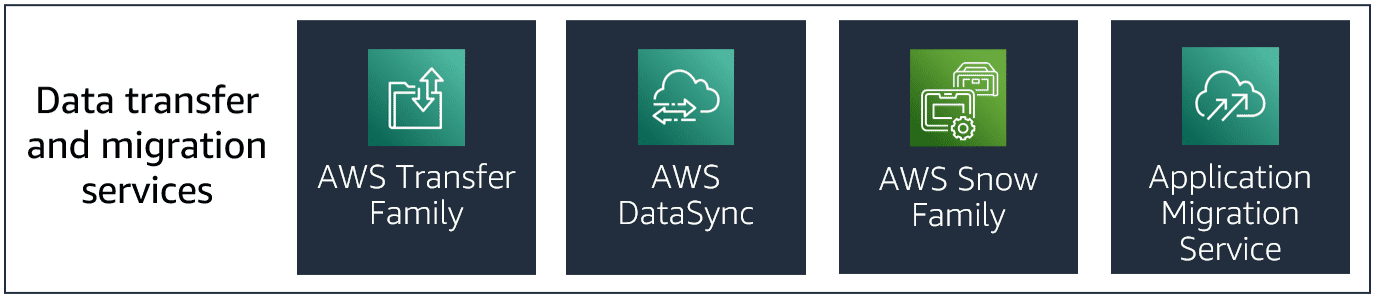 Data transfer
and migration
services
AWS Transfer
Family
AWS
DataSync
AWS Snow
Family
Application
Migration
Service